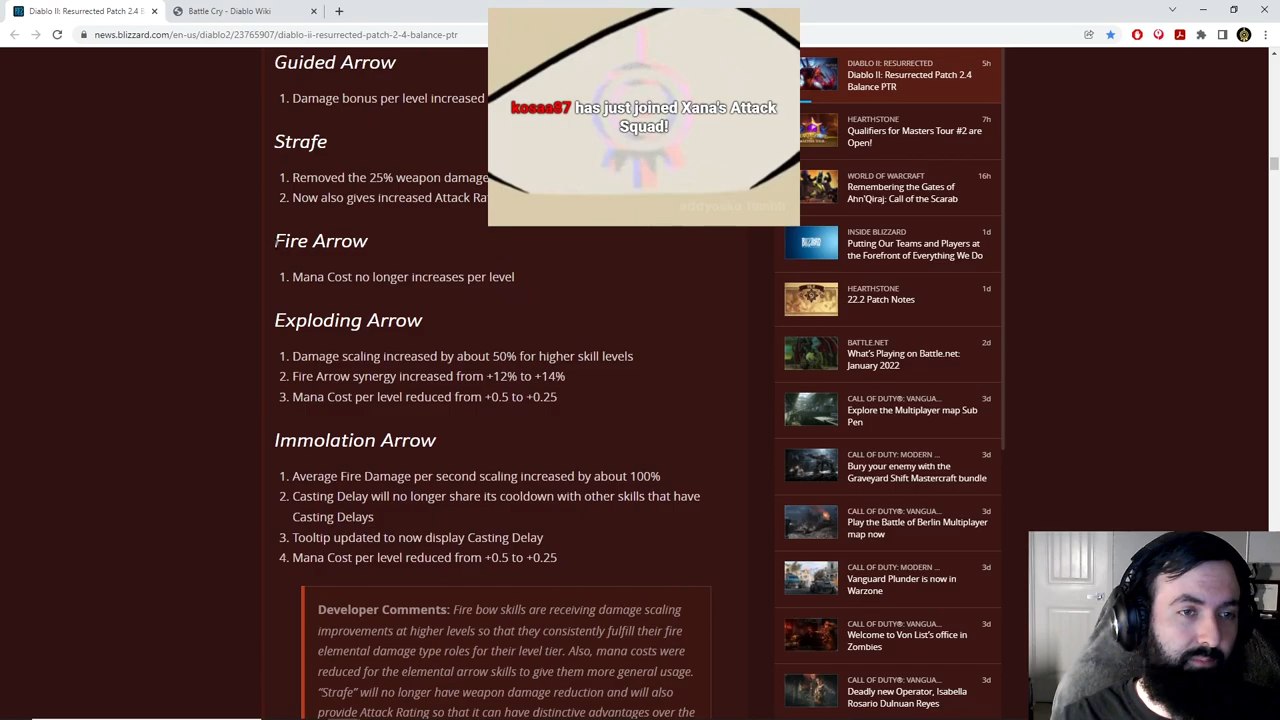 Diablo II: Resurrected Patch 2.4 B
Battle Cry - Diablo Wiki
news.blizzard.com/en-us/diablo2/23765907/diablo-ii-resurrected-patch-2-4-balance-ptr
Guided Arrow
1. Damage bonus per level increased
Strafe
1. Removed the 25% weapon damage
2. Now also gives increased Attack Ra
Fire Arrow
1. Mana Cost no longer increases per level
Exploding Arrow
1. Damage scaling increased by about 50% for higher skill levels
2. Fire Arrow synergy increased from +12% to +14%
3. Mana Cost per level reduced from +0.5 to +0.25
Immolation Arrow
1. Average Fire Damage per second scaling increased by about 100%
2. Casting Delay will no longer share its cooldown with other skills that have
Casting Delays
3. Tooltip updated to now display Casting Delay
4. Mana Cost per level reduced from +0.5 to +0.25
Developer Comments: Fire bow skills are receiving damage scaling
improvements at higher levels so that they consistently fulfill their fire
elemental damage type roles for their level tier. Also, mana costs were
reduced for the elemental arrow skills to give them more general usage.
"Strafe" will no longer have weapon damage reduction and will also
provide Attack Rating so that it can have distinctive advantages over the
kosaa87 has just joined Xana's Attack
Squad!
DIABLO II: RESURRECTED 5h
Diablo II: Resurrected Patch 2.4
Balance PTR
HEARTHSTONE 7h
Qualifiers for Masters Tour #2 are
Open!
WORLD OF WARCRAFT 16h
Remembering the Gates of
Ahn'Qiraj: Call of the Scarab
INSIDE BLIZZARD 1d
Putting Our Teams and Players at
the Forefront of Everything We Do
HEARTHSTONE 1d
22.2 Patch Notes
BATTLE.NET 2d
What's Playing on Battle.net:
January 2022
CALL OF DUTY®: VANGUA... 3d
Explore the Multiplayer map Sub
Pen
CALL OF DUTY: MODERN ... 3d
Bury your enemy with the
Graveyard Shift Mastercraft bundle
CALL OF DUTY®: VANGUA... 3d
Play the Battle of Berlin Multiplayer
map now
CALL OF DUTY: MODERN ... 3d
Vanguard Plunder is now in
Warzone
CALL OF DUTY®: VANGUA... 3d
Welcome to Von List's office in
Zombies
CALL OF DUTY®: VANGUA... 3d
Deadly new Operator, Isabella
Rosario Dulnuan Reyes